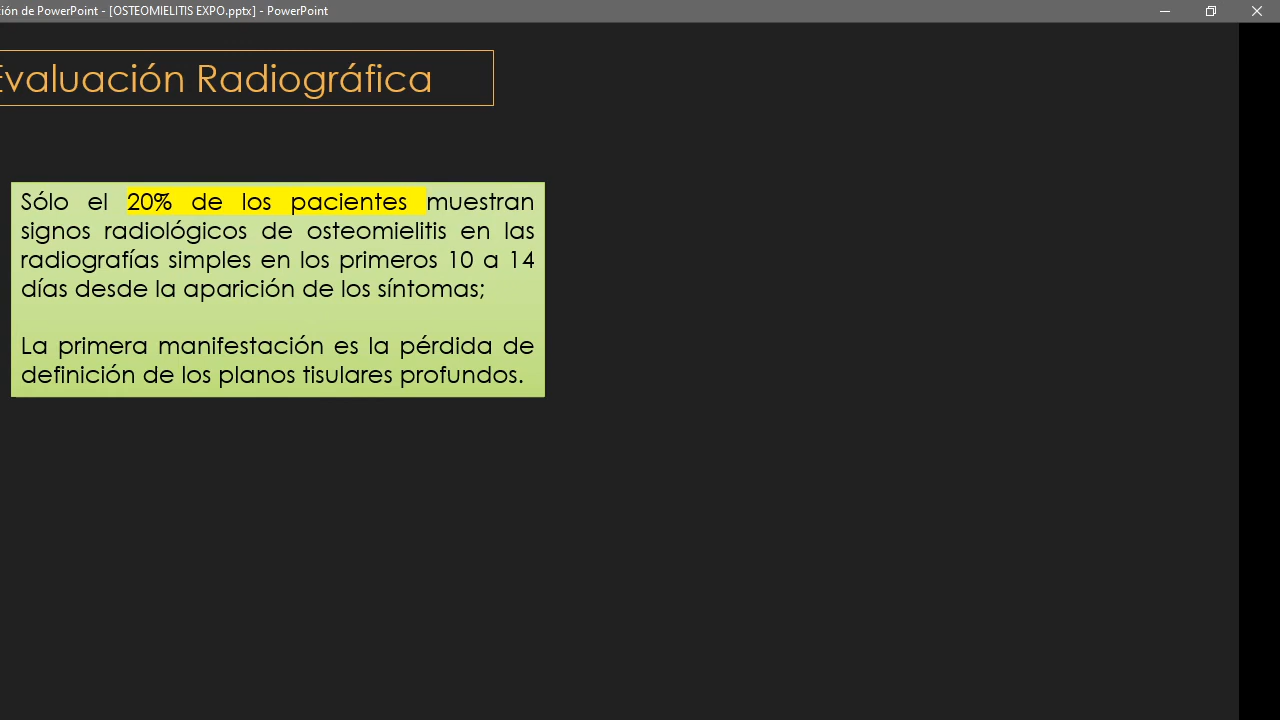 ción de PowerPoint - [OSTEOMIELITIS EXPO.pptx] - PowerPoint
Evaluación Radiográfica
Sólo el 20% de los pacientes muestran
signos radiológicos de osteomielitis en las
radiografías simples en los primeros 10 a 14
días desde la aparición de los síntomas;
La primera manifestación es la pérdida de
definición de los planos tisulares profundos.